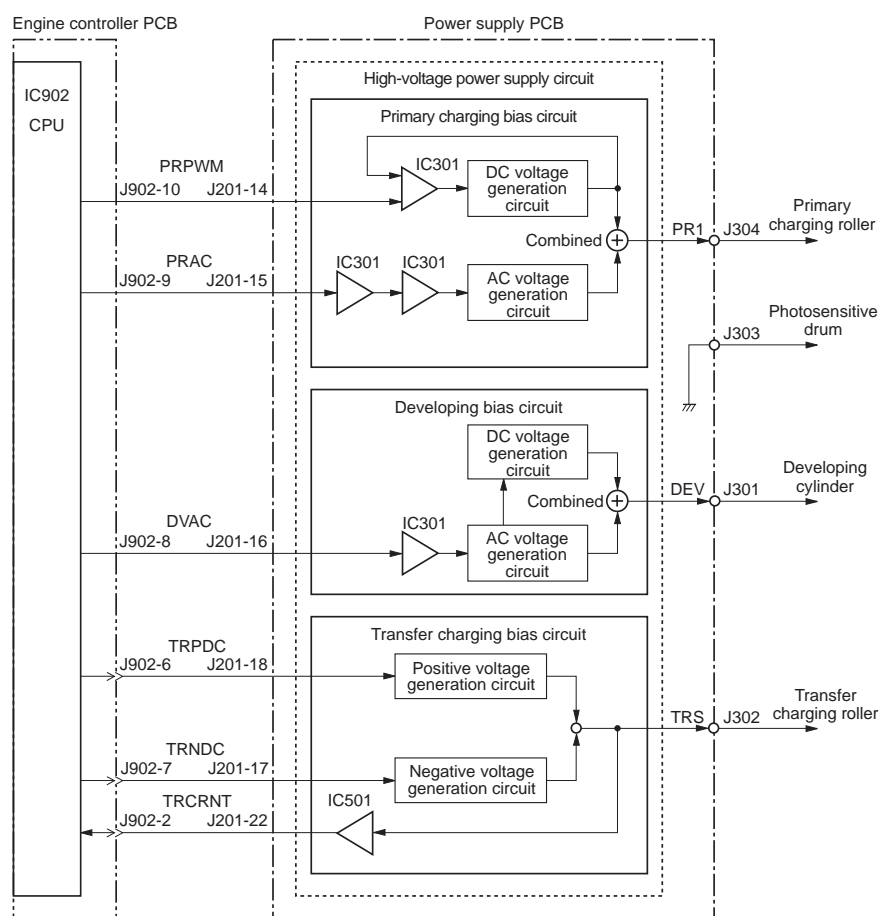 Engine controller PCB
Power supply PCB
IC902
CPU
High-voltage power supply circuit
Primary charging bias circuit
PRPWM
J902-10
J201-14
IC301
DC voltage
generation
circuit
Combined
PR1
J304
Primary
charging roller
PRAC
J902-9
J201-15
IC301
IC301
AC voltage
generation
circuit
Photosensitive
drum
J303
Developing bias circuit
DC voltage
generation
circuit
Combined
DEV
J301
Developing
cylinder
DVAC
J902-8
J201-16
IC301
AC voltage
generation
circuit
Transfer charging bias circuit
TRPDC
J902-6
J201-18
Positive voltage
generation circuit
TRS
J302
Transfer
charging roller
TRNDC
J902-7
J201-17
Negative voltage
generation circuit
TRCRNT
J902-2
J201-22
IC501